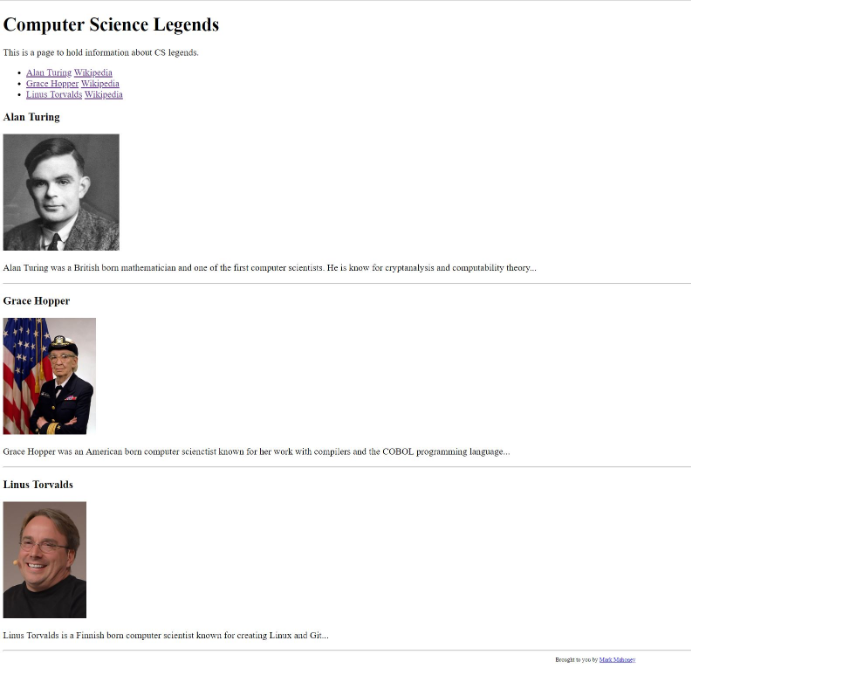 Computer Science Legends
This is a page to hold information about CS legends.
Alan Turing Wikipedia
Grace Hopper Wikipedia
Linus Torvalds Wikipedia
Alan Turing
Alan Turing was a British born mathematician and one of the first computer scientists. He is know for cryptanalysis and computability theory...
Grace Hopper
Grace Hopper was an American born computer scienctist known for her work with compilers and the COBOL programming language...
Linus Torvalds
Linus Torvalds is a Finnish born computer scientist known for creating Linux and Git...
Brought to you by Mark Mahoney